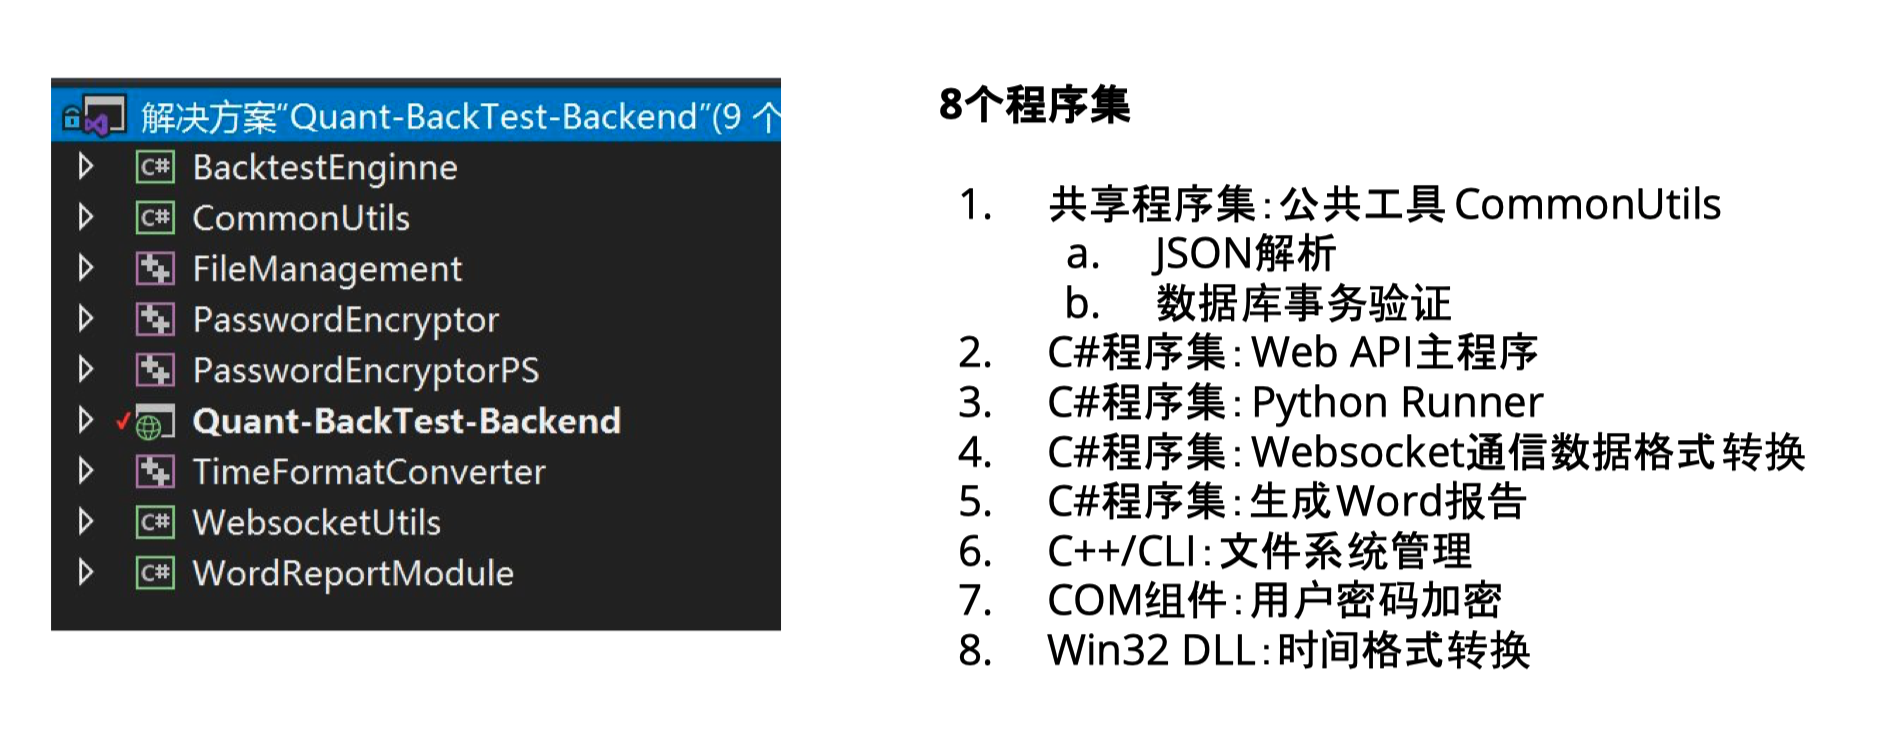 解决方案“Quant-BackTest-Backend”(9 个
BacktestEnginne
CommonUtils
FileManagement
PasswordEncryptor
PasswordEncryptorPS
Quant-BackTest-Backend
TimeFormatConverter
WebsocketUtils
WordReportModule
8个程序集
1. 共享程序集:公共工具 CommonUtils
a. JSON解析
b. 数据库事务验证
2. C#程序集:Web API主程序
3. C#程序集:Python Runner
4. C#程序集:Websocket通信数据格式转换
5. C#程序集:生成Word报告
6. C++/CLI:文件系统管理
7. COM组件:用户密码加密
8. Win32 DLL:时间格式转换